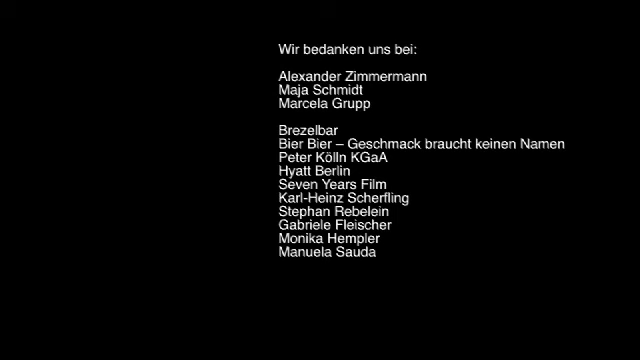 Wir bedanken uns bei:
Alexander Zimmermann
Maja Schmidt
Marcela Grupp
Brezelbar
Bier Bier – Geschmack braucht keinen Namen
Peter Kölln KGaA
Hyatt Berlin
Seven Years Film
Karl-Heinz Scherfling
Stephan Rebelein
Gabriele Fleischer
Monika Hempler
Manuela Sauda